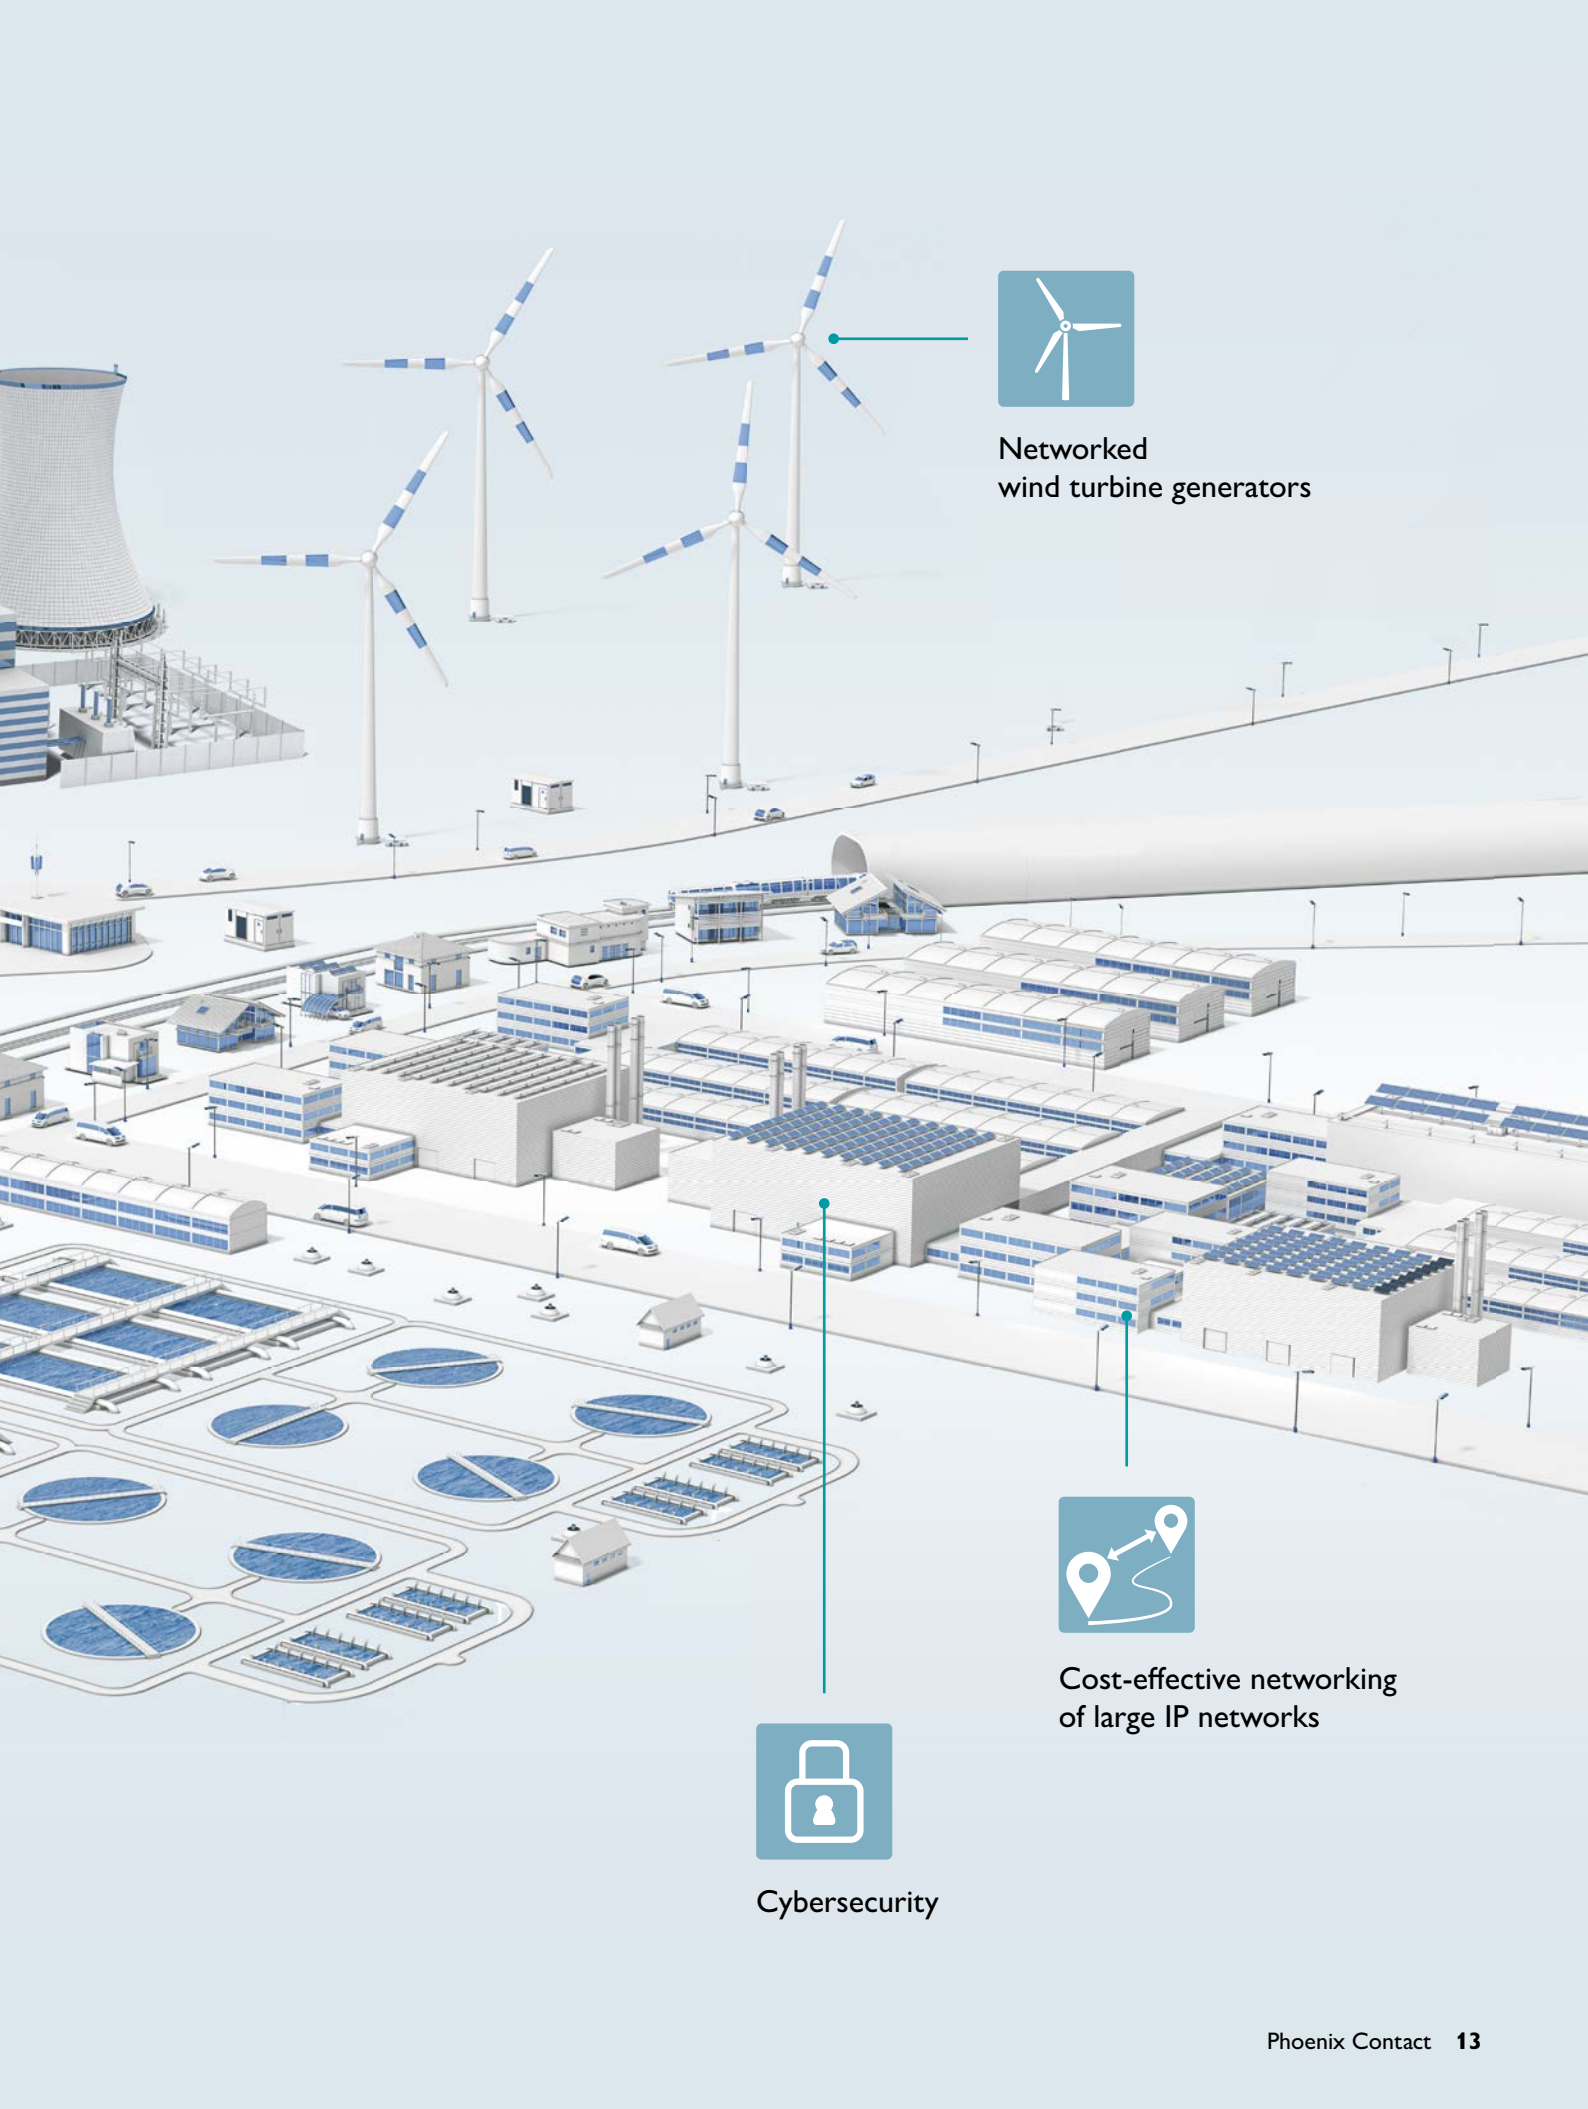 Networked
wind turbine generators
Cost-effective networking
of large IP networks
Cybersecurity
Phoenix Contact 13